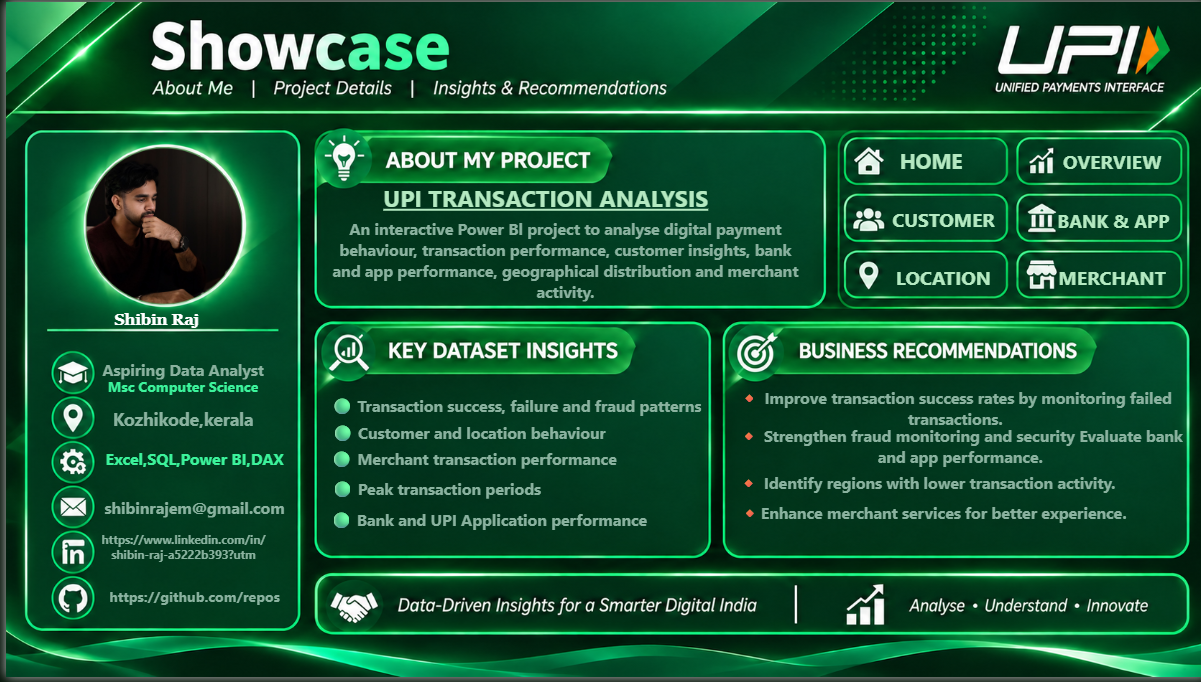 Showcase
About Me | Project Details | Insights & Recommendations
UPI
UNIFIED PAYMENTS INTERFACE
Shibin Raj
Aspiring Data Analyst
Msc Computer Science
Kozhikode,kerala
Excel,SQL,Power BI,DAX
shibinrajem@gmail.com
https://www.linkedin.com/in/
shibin-raj-a5222b393?utm
https://github.com/repos
ABOUT MY PROJECT
UPI TRANSACTION ANALYSIS
An interactive Power BI project to analyse digital payment
behaviour, transaction performance, customer insights, bank
and app performance, geographical distribution and merchant
activity.
HOME
OVERVIEW
CUSTOMER
BANK & APP
LOCATION
MERCHANT
KEY DATASET INSIGHTS
Transaction success, failure and fraud patterns
Customer and location behaviour
Merchant transaction performance
Peak transaction periods
Bank and UPI Application performance
BUSINESS RECOMMENDATIONS
Improve transaction success rates by monitoring failed
transactions.
Strengthen fraud monitoring and security Evaluate bank
and app performance.
Identify regions with lower transaction activity.
Enhance merchant services for better experience.
Data-Driven Insights for a Smarter Digital India
Analyse • Understand • Innovate